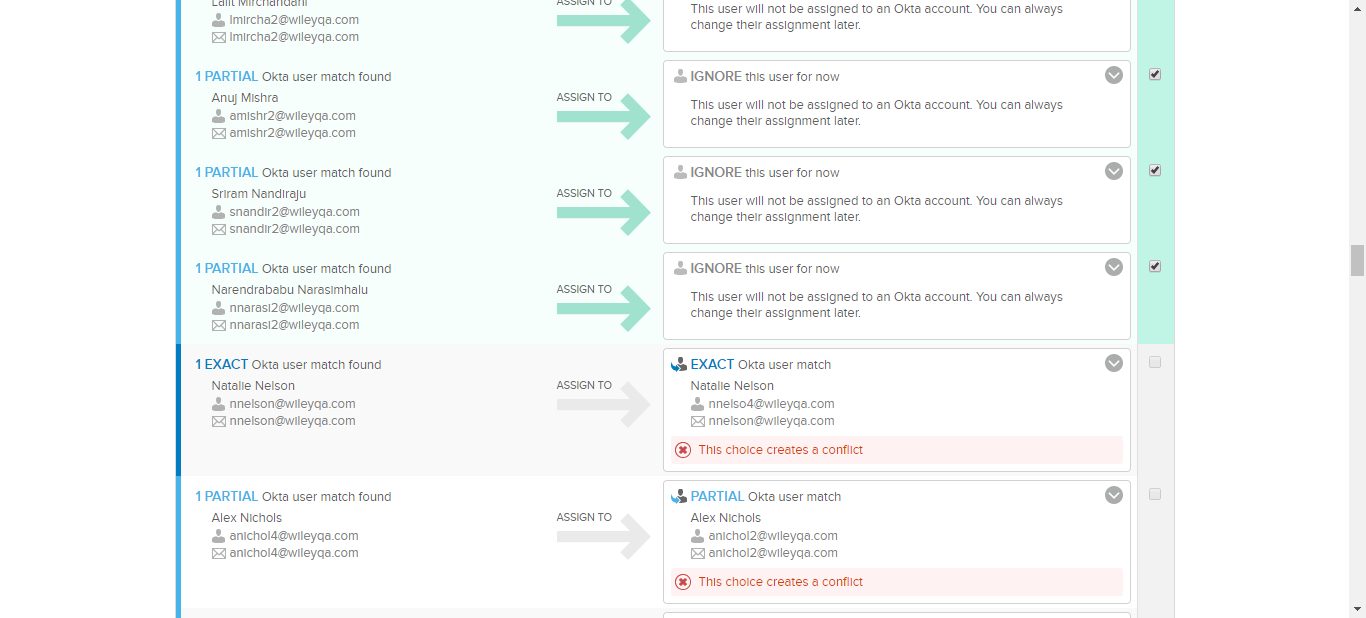 Lalit Mirchandani
lmircha2@wileyqa.com
lmircha2@wileyqa.com
ASSIGN TO
This user will not be assigned to an Okta account. You can always
change their assignment later.
1 PARTIAL Okta user match found
Anuj Mishra
amishr2@wileyqa.com
amishr2@wileyqa.com
ASSIGN TO
IGNORE this user for now
This user will not be assigned to an Okta account. You can always
change their assignment later.
1 PARTIAL Okta user match found
Sriram Nandiraju
snandir2@wileyqa.com
snandir2@wileyqa.com
ASSIGN TO
IGNORE this user for now
This user will not be assigned to an Okta account. You can always
change their assignment later.
1 PARTIAL Okta user match found
Narendrababu Narasimhalu
nnarasi2@wileyqa.com
nnarasi2@wileyqa.com
ASSIGN TO
IGNORE this user for now
This user will not be assigned to an Okta account. You can always
change their assignment later.
1 EXACT Okta user match found
Natalie Nelson
nnelson@wileyqa.com
nnelson@wileyqa.com
ASSIGN TO
EXACT Okta user match
Natalie Nelson
nnelso4@wileyqa.com
nnelson@wileyqa.com
This choice creates a conflict
1 PARTIAL Okta user match found
Alex Nichols
anichol4@wileyqa.com
anichol4@wileyqa.com
ASSIGN TO
PARTIAL Okta user match
Alex Nichols
anichol2@wileyqa.com
anichol2@wileyqa.com
This choice creates a conflict